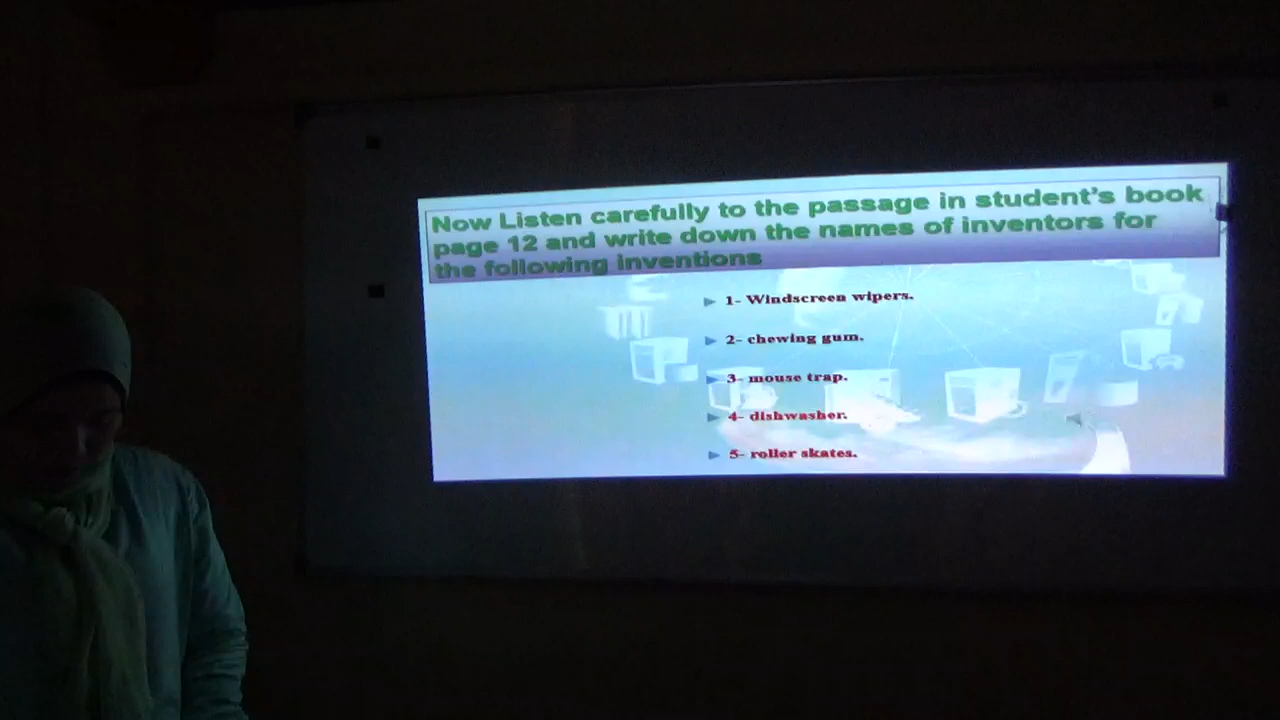 Now Listen carefully to the passage in student's book
page 12 and write down the names of inventors for
the following inventions
1- Windscreen wipers.
2- chewing gum.
3- mouse trap.
4- dishwasher.
5- roller skates.